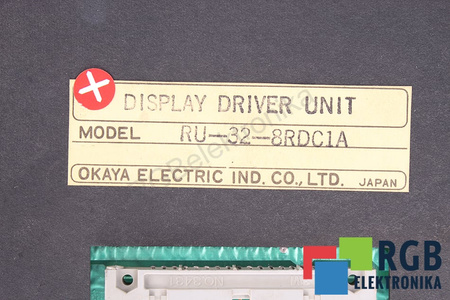 DISPLAY DRIVER UNIT
MODEL RU-32-8RDC1A
OKAYA ELECTRIC IND. CO., LTD. JAPAN
RGB
ELEKTRONIKA